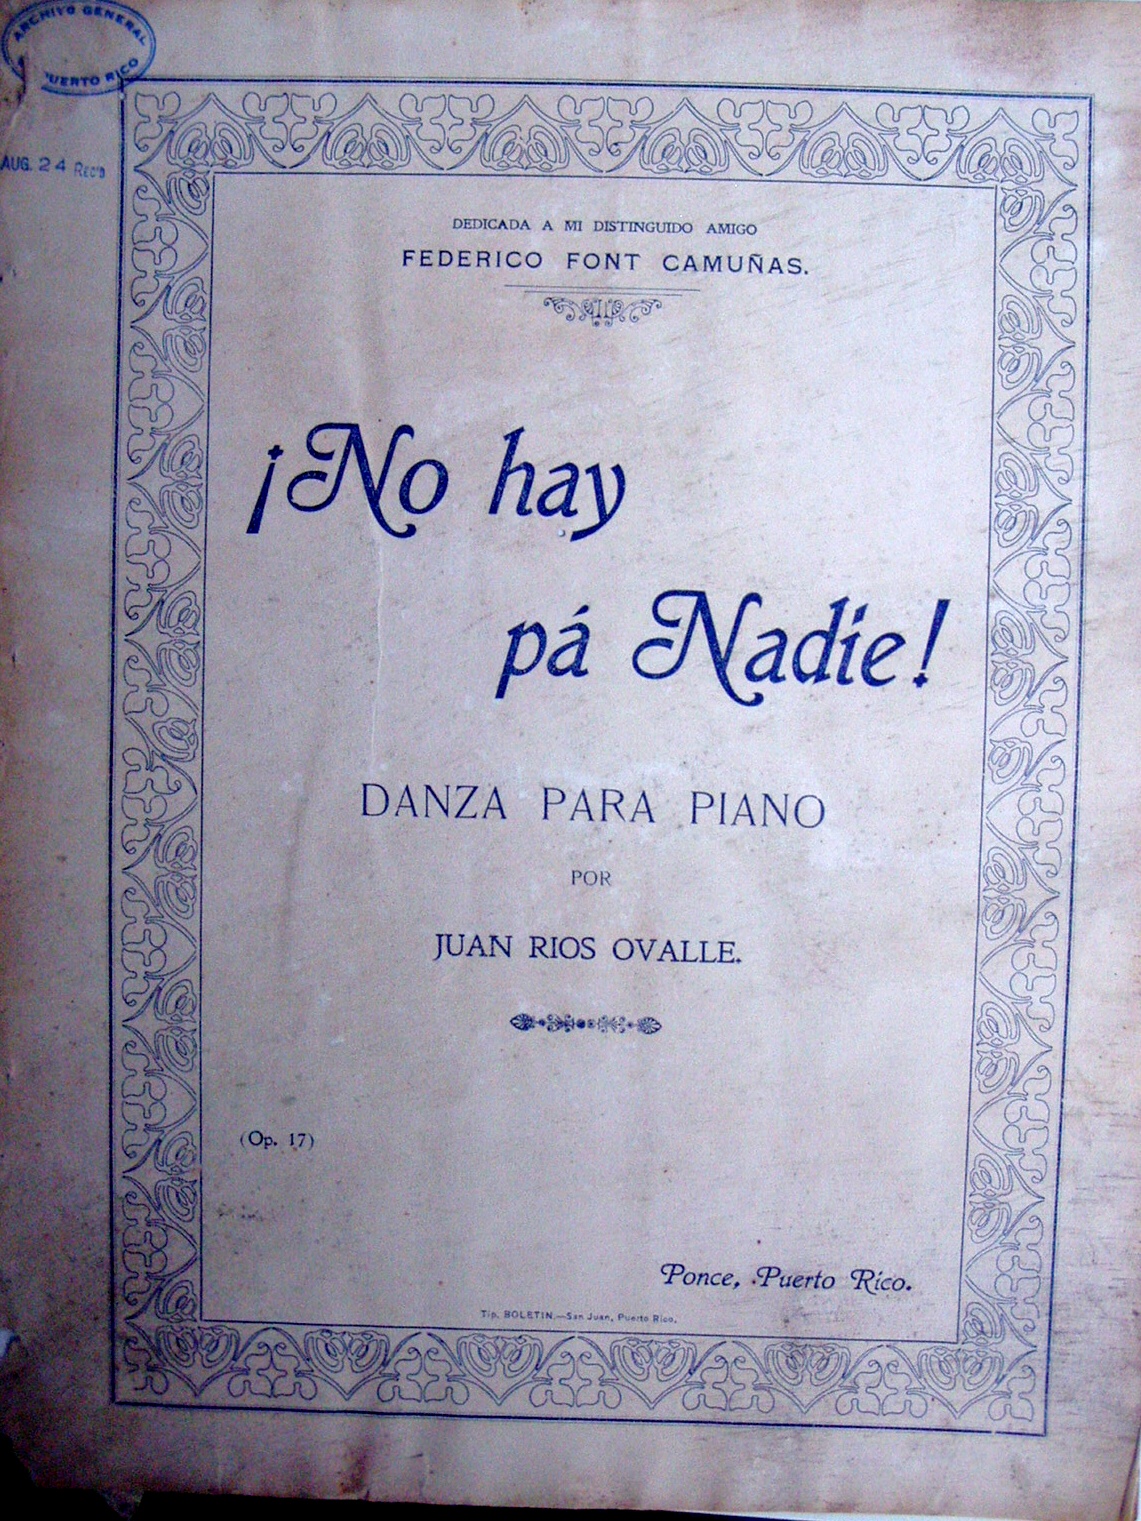 ARCHIVO GENERAL
PUERTO RICO
AUG. 24 REC'D
DEDICADA A MI DISTINGUIDO AMIGO
FEDERICO FONT CAMUÑAS.
¡No hay
pá Nadie!
DANZA PARA PIANO
POR
JUAN RIOS OVALLE.
(Op. 17)
Ponce, Puerto Rico.
Tip. BOLETIN.—San Juan, Puerto Rico.